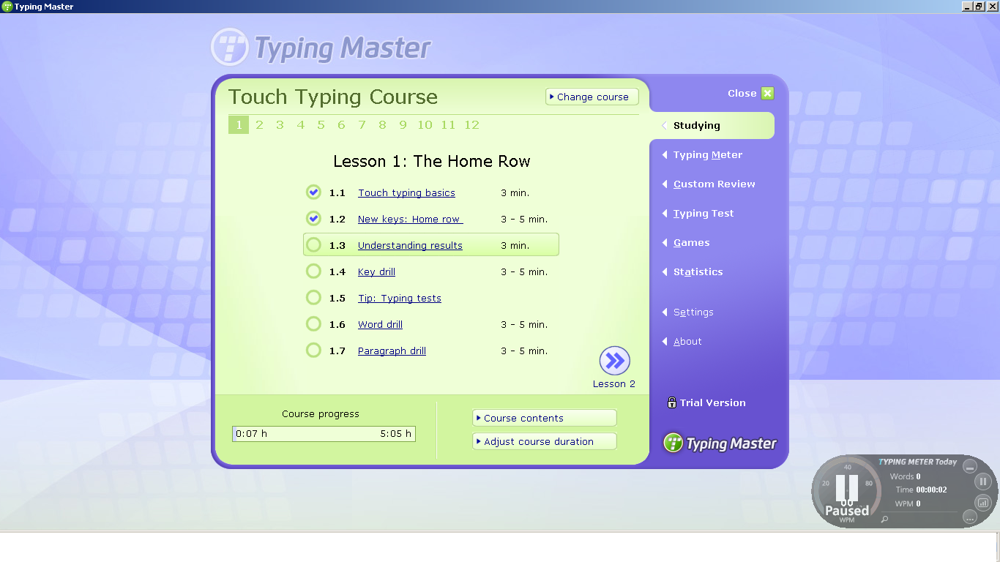 Typing Master
Typing Master
Touch Typing Course
Change course
1 2 3 4 5 6 7 8 9 10 11 12
Lesson 1: The Home Row
1.1 Touch typing basics 3 min.
1.2 New keys: Home row 3 - 5 min.
1.3 Understanding results 3 min.
1.4 Key drill 3 - 5 min.
1.5 Tip: Typing tests
1.6 Word drill 3 - 5 min.
1.7 Paragraph drill 3 - 5 min.
Lesson 2
Course progress
0:07 h 5:05 h
Course contents
Adjust course duration
Close
Studying
Typing Meter
Custom Review
Typing Test
Games
Statistics
Settings
About
Trial Version
Typing Master
TYPING METER Today
Words 0
Time 00:00:02
WPM 0
20 40 80
00
Paused
WPM